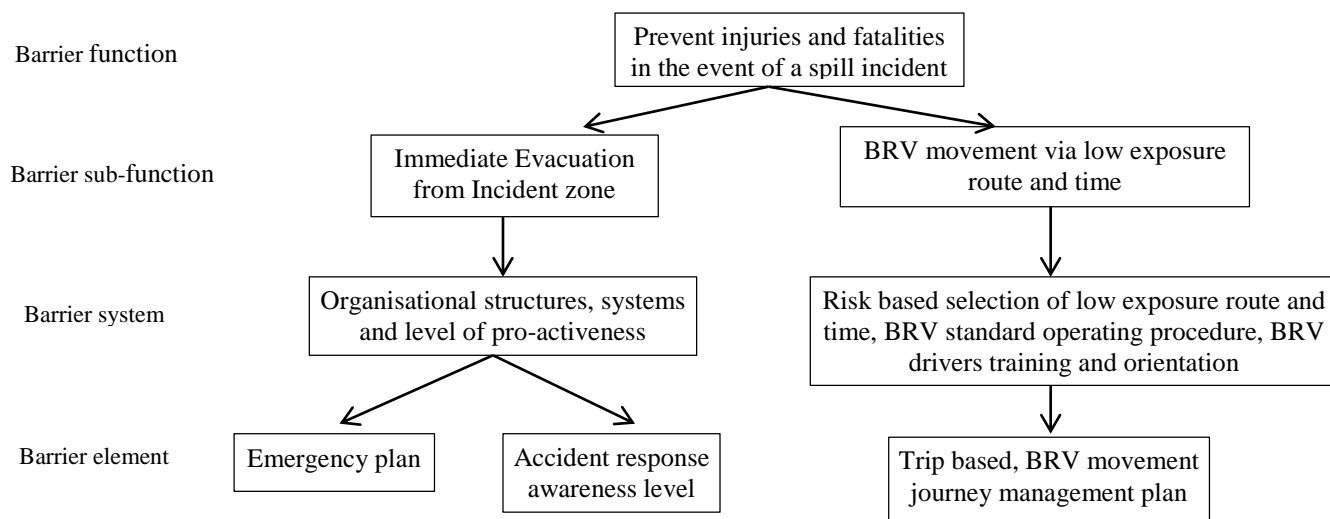 Barrier function
Prevent injuries and fatalities
in the event of a spill incident
Barrier sub-function
Immediate Evacuation
from Incident zone
BRV movement via low exposure
route and time
Barrier system
Organisational structures, systems
and level of pro-activeness
Risk based selection of low exposure route and
time, BRV standard operating procedure, BRV
drivers training and orientation
Barrier element
Emergency plan
Accident response
awareness level
Trip based, BRV movement
journey management plan